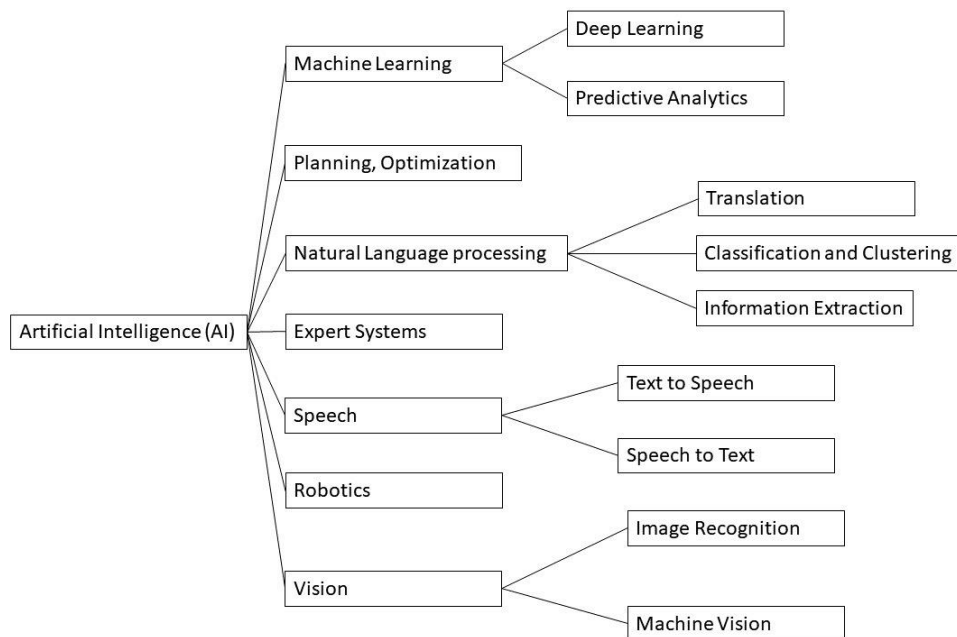 Deep Learning
Machine Learning
Predictive Analytics
Planning, Optimization
Translation
Natural Language processing
Classification and Clustering
Information Extraction
Artificial Intelligence (AI)
Expert Systems
Text to Speech
Speech
Speech to Text
Robotics
Image Recognition
Vision
Machine Vision